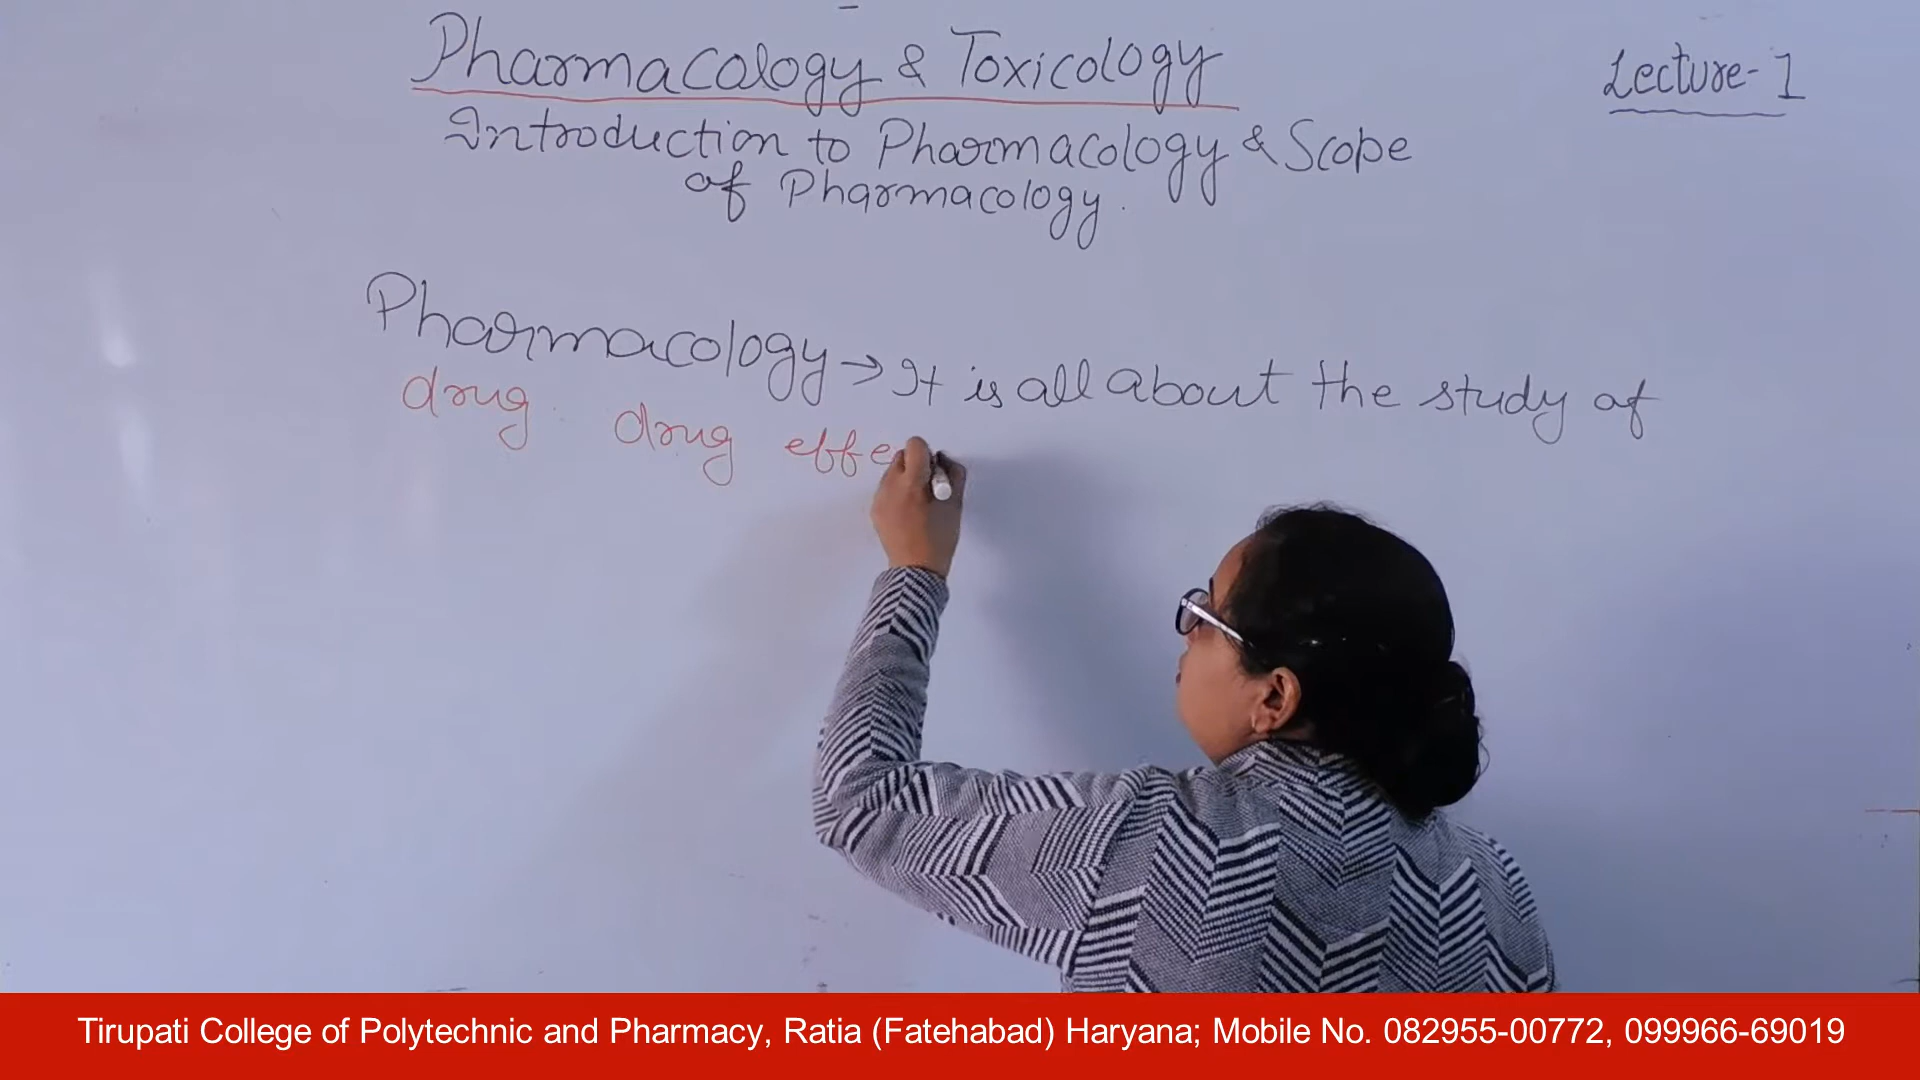 Pharmacology & Toxicology
Lecture-1
Introduction to Pharmacology & Scope
of Pharmacology.
Pharmacology → It is all about the study of
drug drug effe
Tirupati College of Polytechnic and Pharmacy, Ratia (Fatehabad) Haryana; Mobile No. 082955-00772, 099966-69019